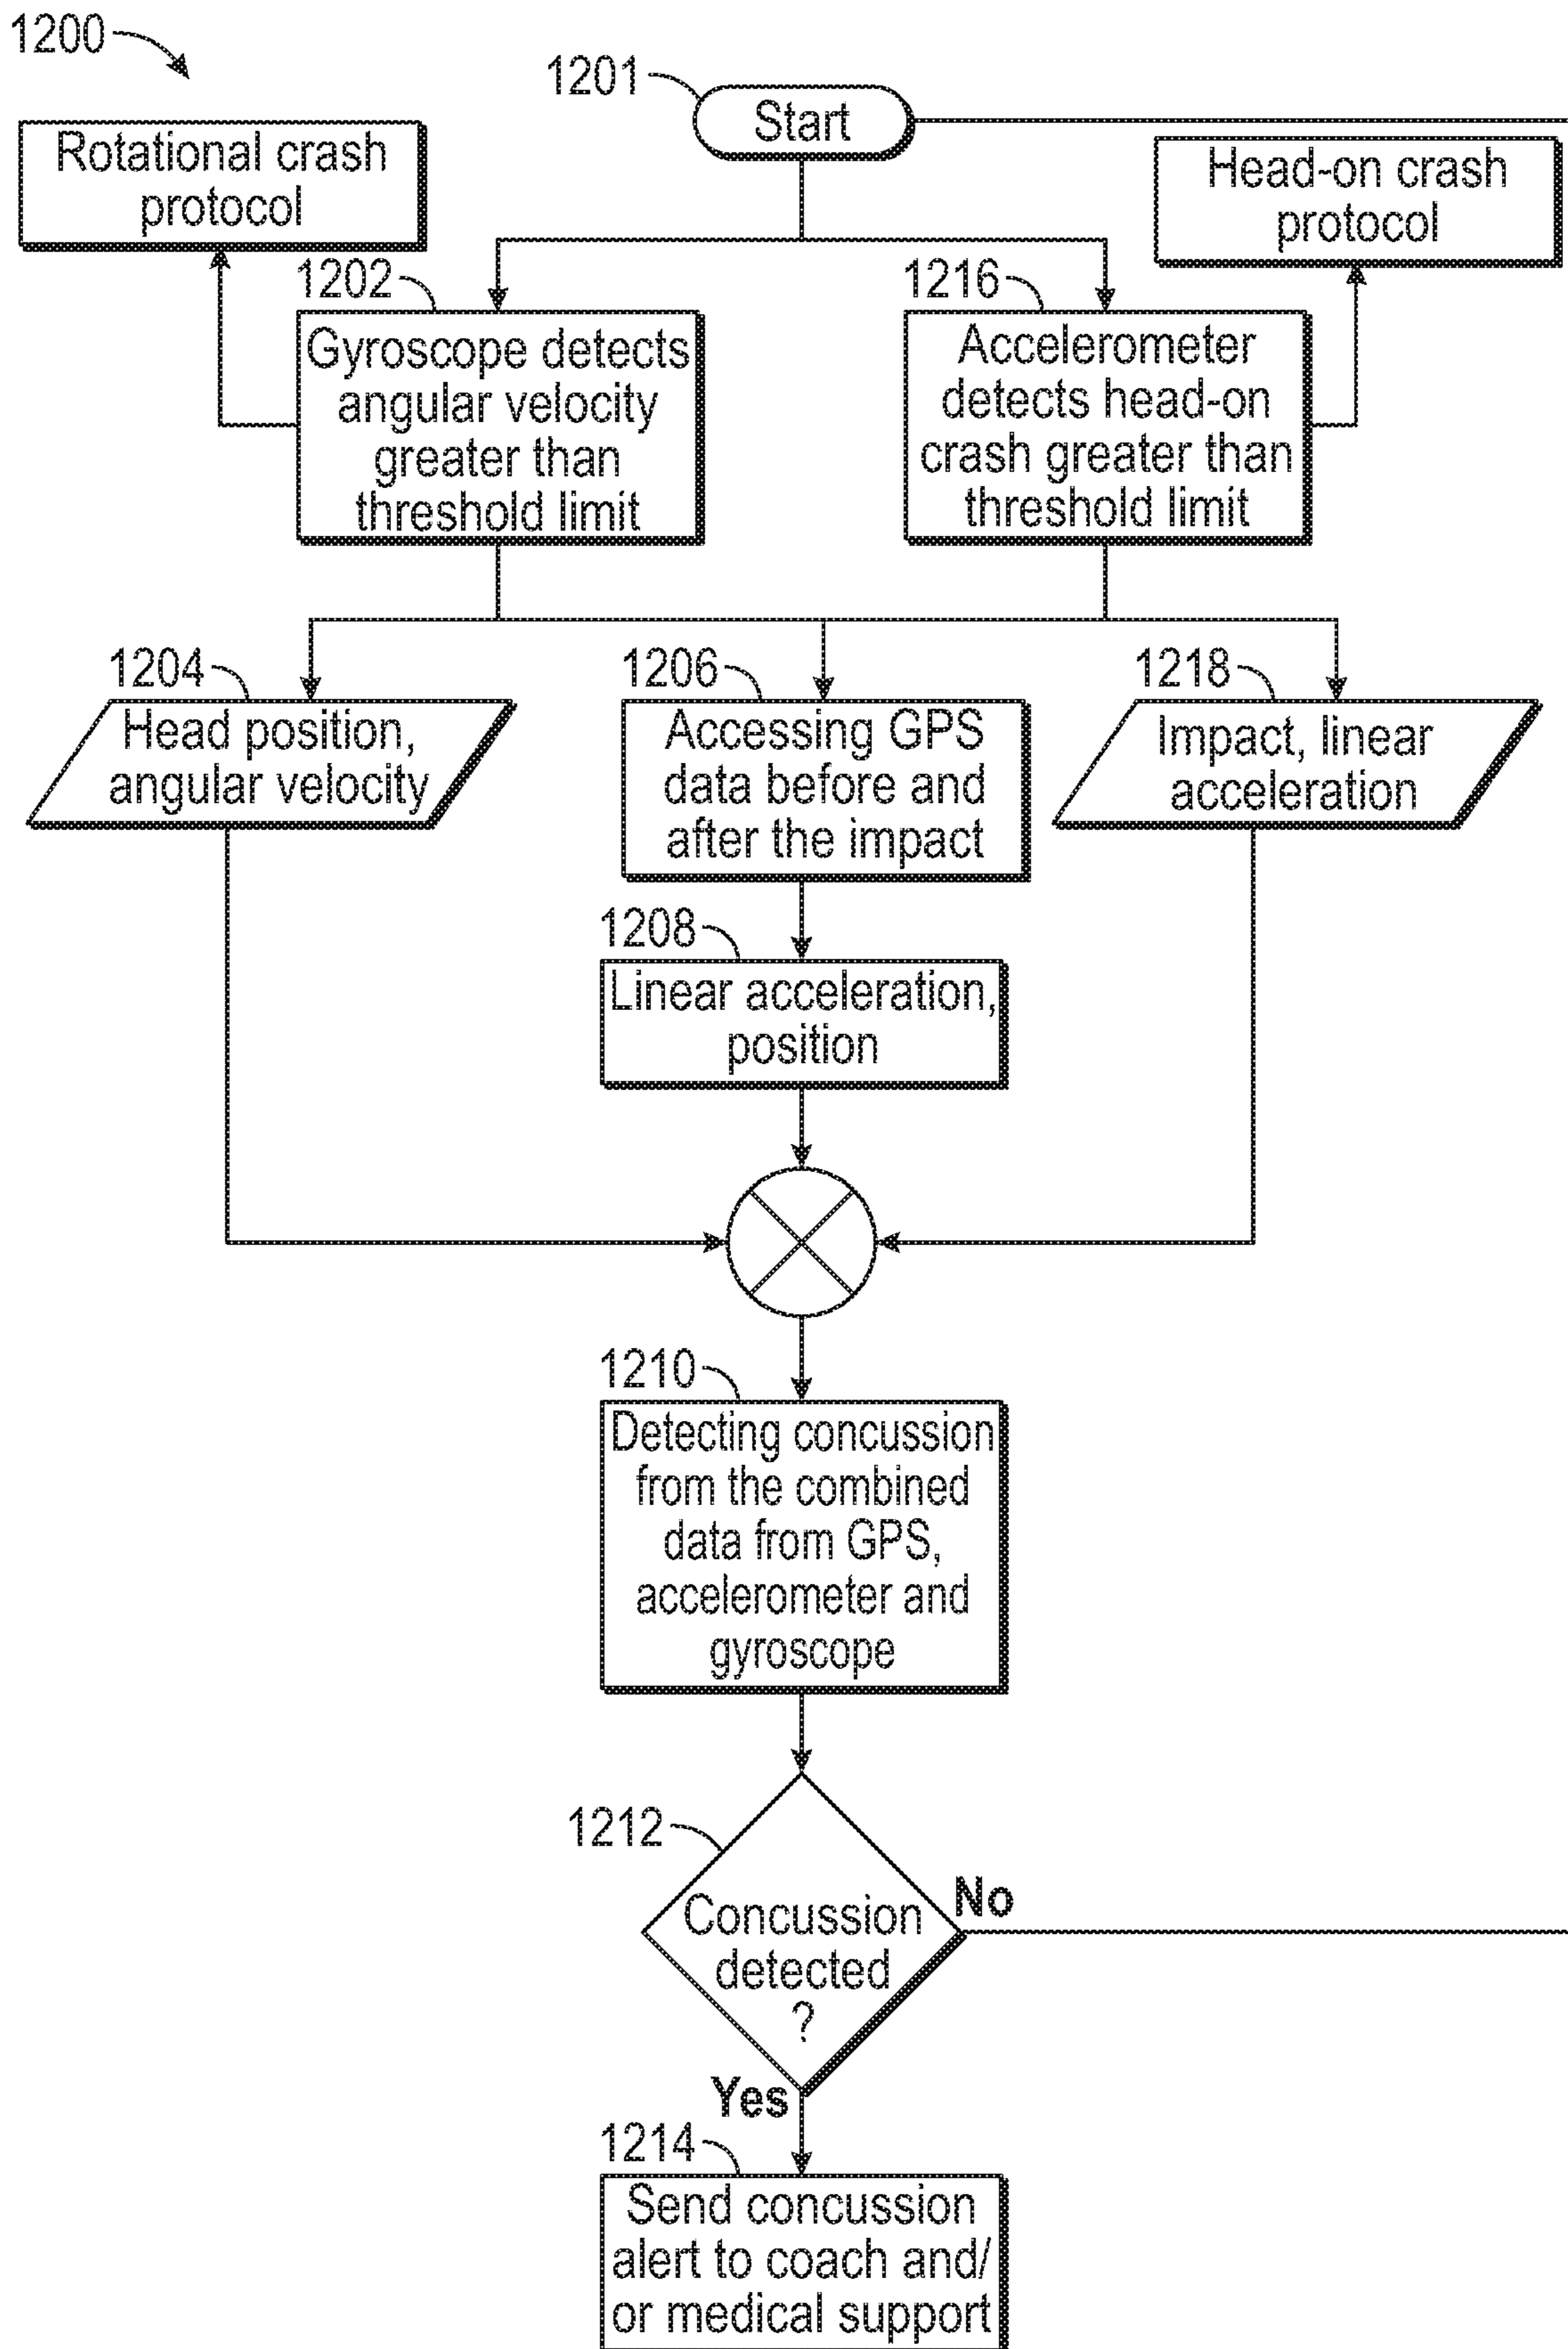 1200
1201
Start
Rotational crash
protocol
Head-on crash
protocol
1202
Gyroscope detects
angular velocity
greater than
threshold limit
1216
Accelerometer
detects head-on
crash greater than
threshold limit
1204
Head position,
angular velocity
1206
Accessing GPS
data before and
after the impact
1218
Impact, linear
acceleration
1208
Linear acceleration,
position
1210
Detecting concussion
from the combined
data from GPS,
accelerometer and
gyroscope
1212
Concussion
detected
?
No
Yes
1214
Send concussion
alert to coach and/
or medical support